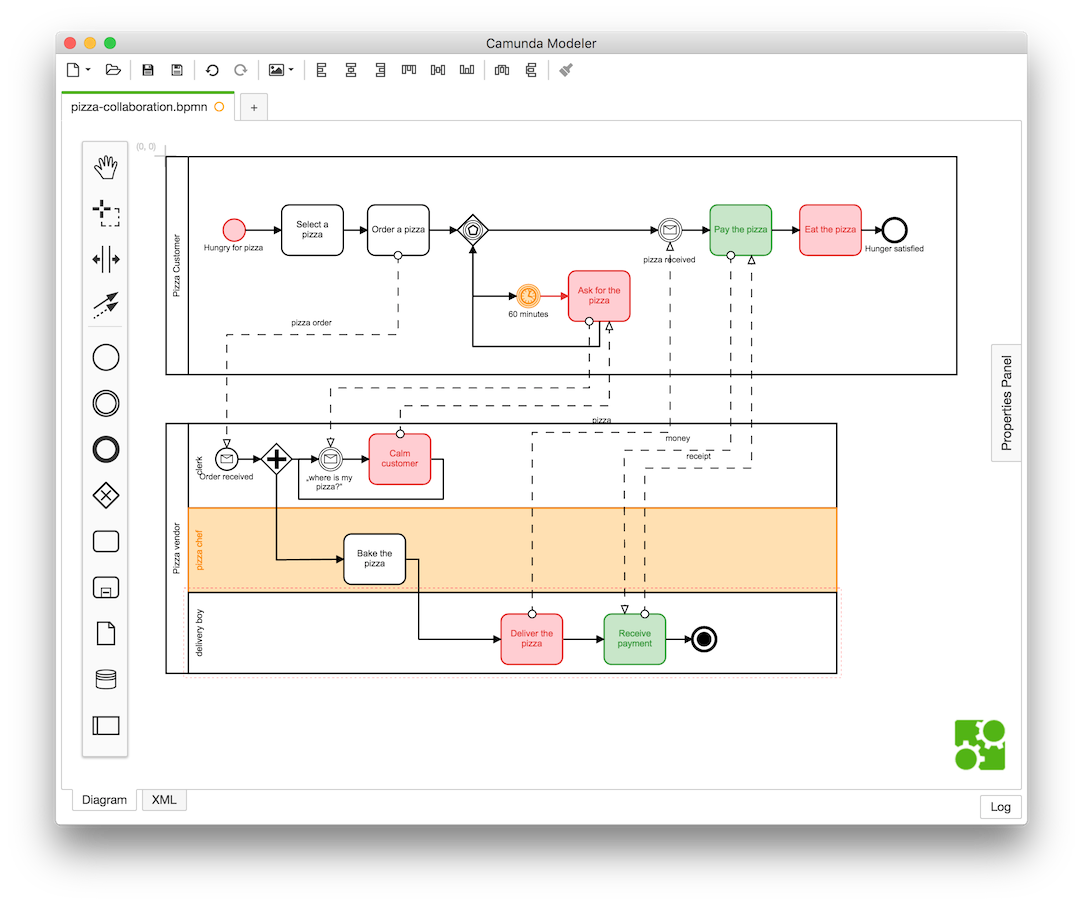 Camunda Modeler
pizza-collaboration.bpmn
+
(0, 0)
Pizza Customer
Hungry for pizza
Select a
pizza
Order a pizza
pizza received
Pay the pizza
Eat the pizza
Hunger satisfied
60 minutes
Ask for the
pizza
pizza order
Properties Panel
pizza
money
receipt
Pizza vendor
clerk
Order received
„where is my
pizza?"
Calm
customer
pizza chef
Bake the
pizza
delivery boy
Deliver the
pizza
Receive
payment
Diagram
XML
Log